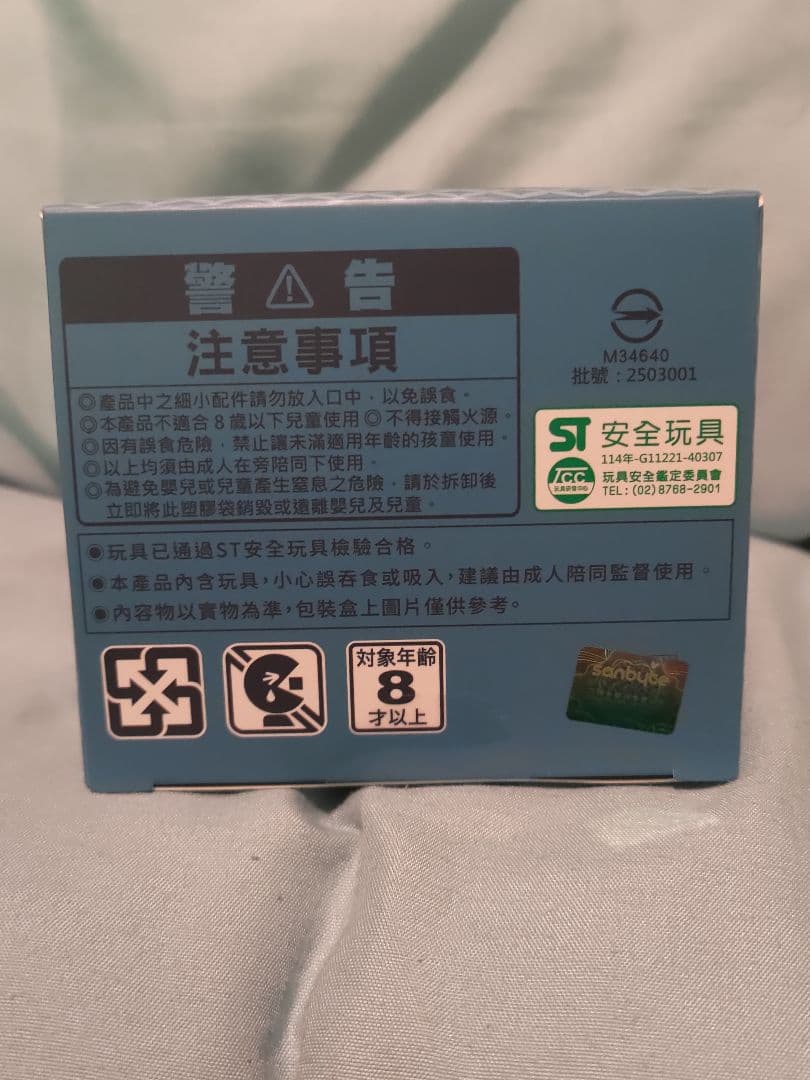 警 告
注意事項
◎產品中之細小配件請勿放入口中，以免誤食。
◎本產品不適合8歲以下兒童使用◎不得接觸火源。
◎因有誤食危險，禁止讓未滿適用年齡的孩童使用。
◎以上均須由成人在旁陪同下使用。
◎為避免嬰兒或兒童產生窒息之危險，請於拆卸後
立即將此塑膠袋銷毀或遠離嬰兒及兒童。
M34640
批號：2503001
ST 安全玩具
114年-G11221-40307
TCC
玩具安全鑑定委員會
TEL：(02)8768-2901
◉玩具已通過ST安全玩具檢驗合格。
◉本產品內含玩具，小心誤吞食或吸入，建議由成人陪同監督使用。
◉內容物以實物為準，包裝盒上圖片僅供參考。
対象年齢
8
才以上
sanbyte